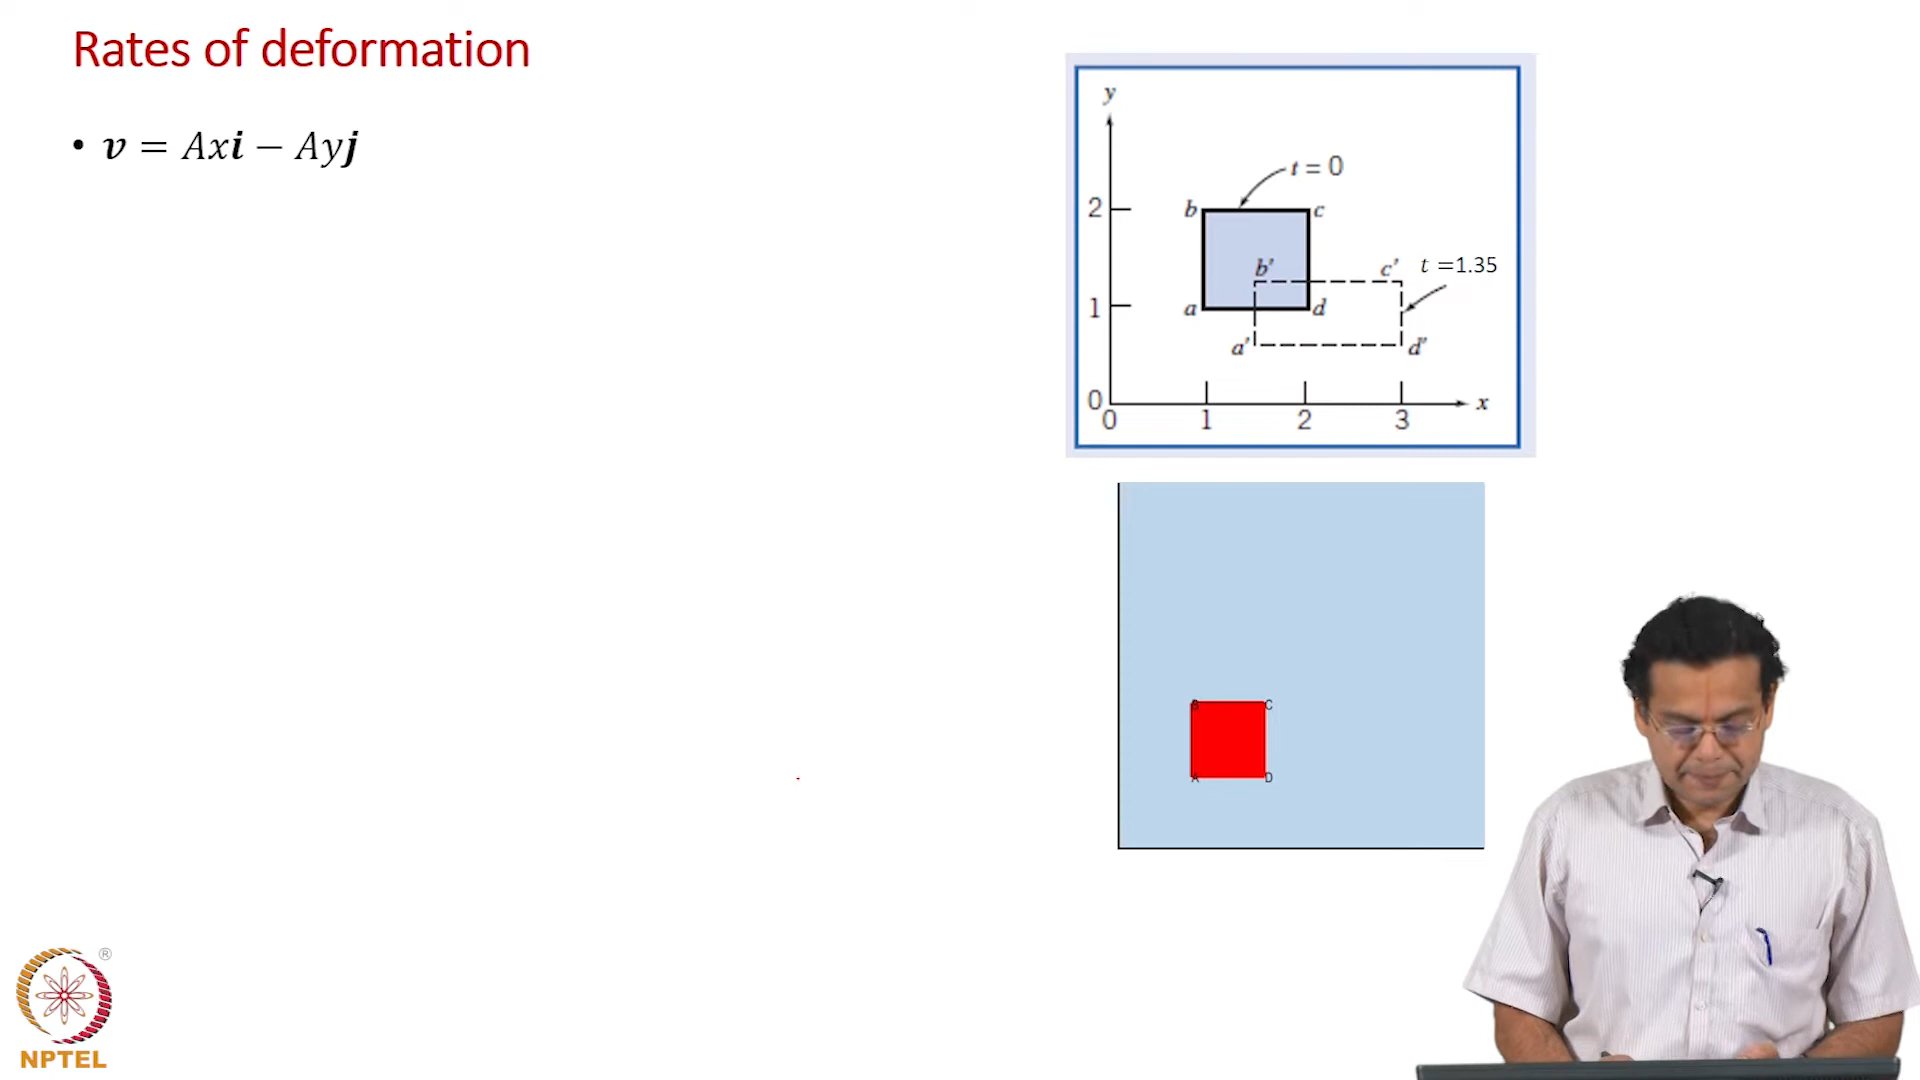 Rates of deformation
• v = Axi − Ayj
y
t = 0
2
b
c
b'
c'
t =1.35
1
a
d
a'
d'
0
x
0
1
2
3
B
C
A
D
®
NPTEL